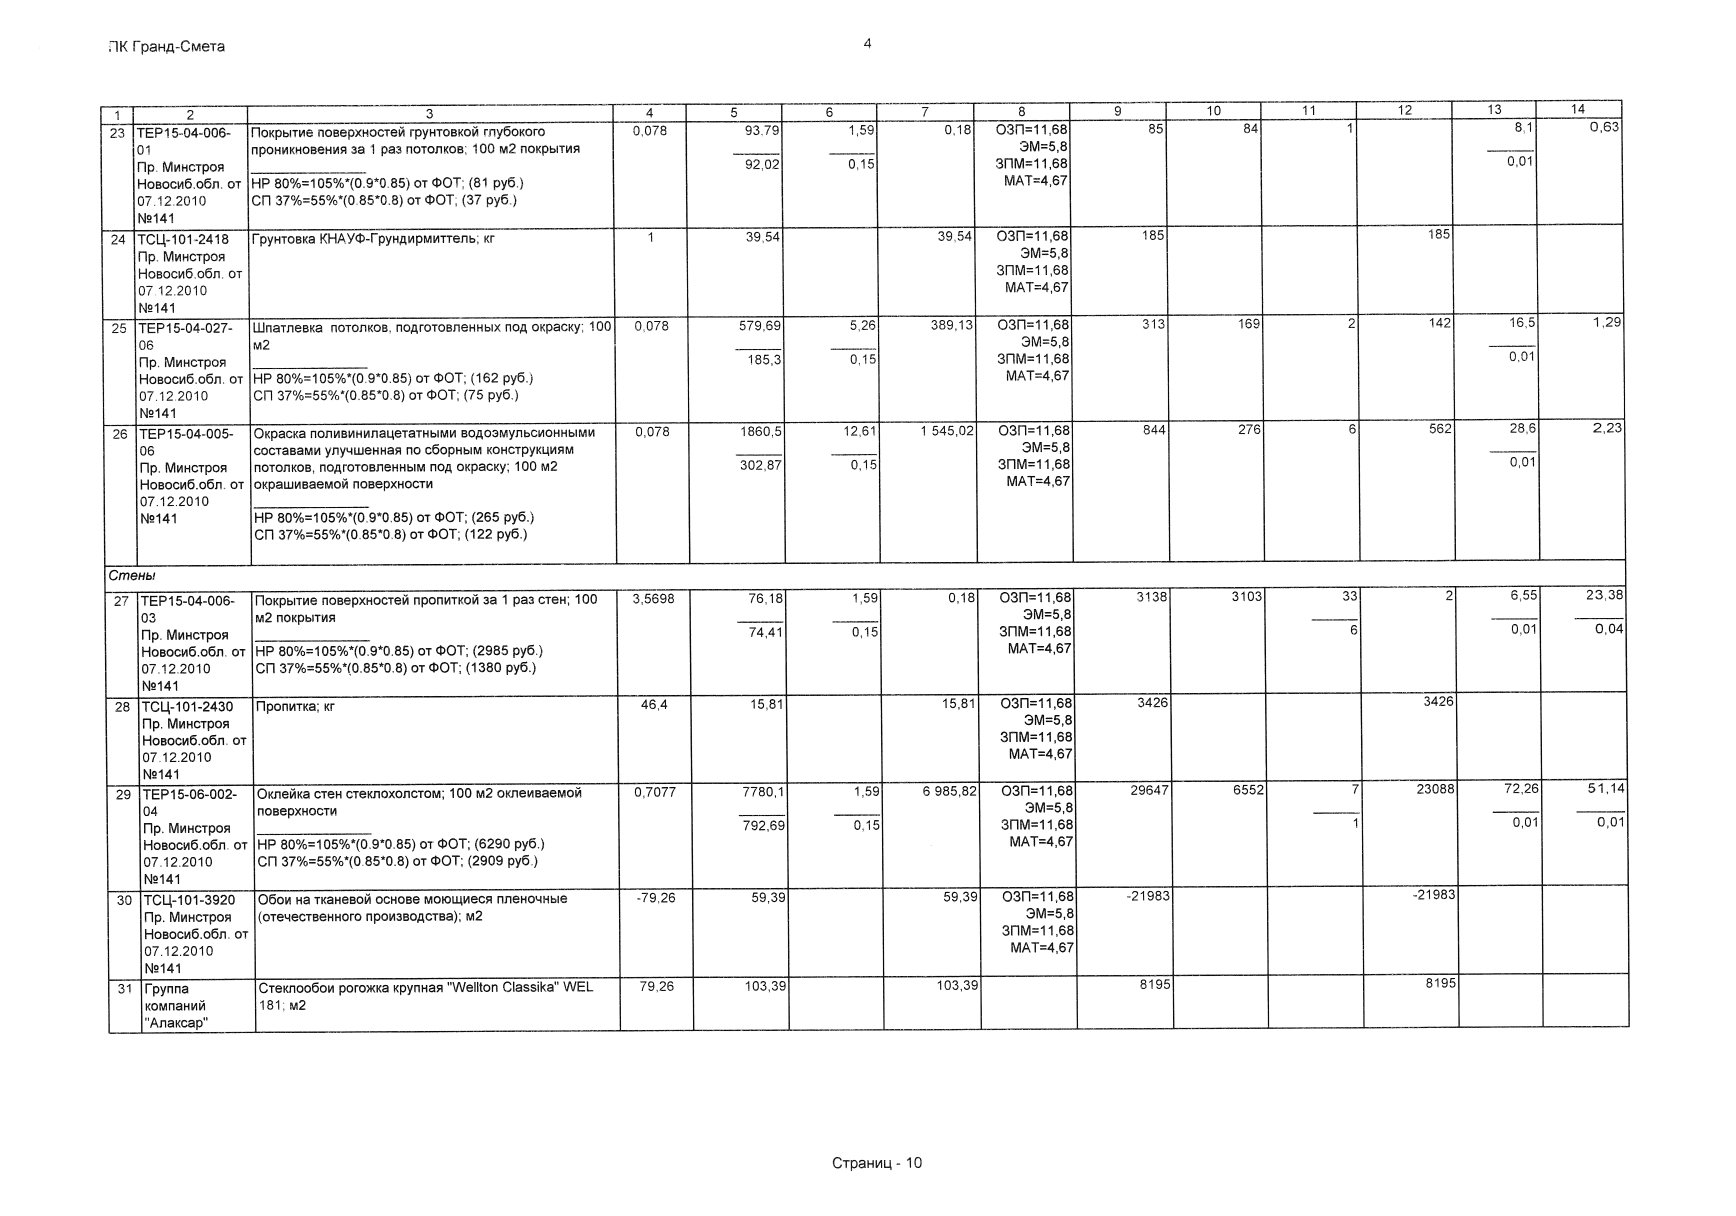 ПК Гранд-Смета
4
1 2 3 4 5 6 7 8 9 10 11 12 13 14
23 ТЕР15-04-006- Покрытие поверхностей грунтовкой глубокого 0,078 93,79 1,59 0,18 ОЗП=11,68 85 84 1 8,1 0,63
01 проникновения за 1 раз потолков; 100 м2 покрытия ЭМ=5,8
Пр. Минстроя 92,02 0,15 ЗПМ=11,68 0,01
Новосиб.обл. от НР 80%=105%*(0.9*0.85) от ФОТ; (81 руб.) МАТ=4,67
07.12.2010 СП 37%=55%*(0.85*0.8) от ФОТ; (37 руб.)
№141
24 ТСЦ-101-2418 Грунтовка КНАУФ-Грундирмиттель; кг 1 39,54 39,54 ОЗП=11,68 185 185
Пр. Минстроя ЭМ=5,8
Новосиб.обл. от ЗПМ=11,68
07.12.2010 МАТ=4,67
№141
25 ТЕР15-04-027- Шпатлевка потолков, подготовленных под окраску; 100 0,078 579,69 5,26 389,13 ОЗП=11,68 313 169 2 142 16,5 1,29
06 м2 ЭМ=5,8
Пр. Минстроя 185,3 0,15 ЗПМ=11,68 0,01
Новосиб.обл. от НР 80%=105%*(0.9*0.85) от ФОТ; (162 руб.) МАТ=4,67
07.12.2010 СП 37%=55%*(0.85*0.8) от ФОТ; (75 руб.)
№141
26 ТЕР15-04-005- Окраска поливинилацетатными водоэмульсионными 0,078 1860,5 12,61 1 545,02 ОЗП=11,68 844 276 6 562 28,6 2,23
06 составами улучшенная по сборным конструкциям ЭМ=5,8
Пр. Минстроя потолков, подготовленным под окраску; 100 м2 302,87 0,15 ЗПМ=11,68 0,01
Новосиб.обл. от окрашиваемой поверхности МАТ=4,67
07.12.2010
№141 НР 80%=105%*(0.9*0.85) от ФОТ; (265 руб.)
СП 37%=55%*(0.85*0.8) от ФОТ; (122 руб.)
Стены
27 ТЕР15-04-006- Покрытие поверхностей пропиткой за 1 раз стен; 100 3,5698 76,18 1,59 0,18 ОЗП=11,68 3138 3103 33 2 6,55 23,38
03 м2 покрытия ЭМ=5,8
Пр. Минстроя 74,41 0,15 ЗПМ=11,68 6 0,01 0,04
Новосиб.обл. от НР 80%=105%*(0.9*0.85) от ФОТ; (2985 руб.) МАТ=4,67
07.12.2010 СП 37%=55%*(0.85*0.8) от ФОТ; (1380 руб.)
№141
28 ТСЦ-101-2430 Пропитка; кг 46,4 15,81 15,81 ОЗП=11,68 3426 3426
Пр. Минстроя ЭМ=5,8
Новосиб.обл. от ЗПМ=11,68
07.12.2010 МАТ=4,67
№141
29 ТЕР15-06-002- Оклейка стен стеклохолстом; 100 м2 оклеиваемой 0,7077 7780,1 1,59 6 985,82 ОЗП=11,68 29647 6552 7 23088 72,26 51,14
04 поверхности ЭМ=5,8
Пр. Минстроя 792,69 0,15 ЗПМ=11,68 1 0,01 0,01
Новосиб.обл. от НР 80%=105%*(0.9*0.85) от ФОТ; (6290 руб.) МАТ=4,67
07.12.2010 СП 37%=55%*(0.85*0.8) от ФОТ; (2909 руб.)
№141
30 ТСЦ-101-3920 Обои на тканевой основе моющиеся пленочные -79,26 59,39 59,39 ОЗП=11,68 -21983 -21983
Пр. Минстроя (отечественного производства); м2 ЭМ=5,8
Новосиб.обл. от ЗПМ=11,68
07.12.2010 МАТ=4,67
№141
31 Группа Стеклообои рогожка крупная "Wellton Classika" WEL 79,26 103,39 103,39 8195 8195
компаний 181; м2
"Алаксар"
Страниц - 10